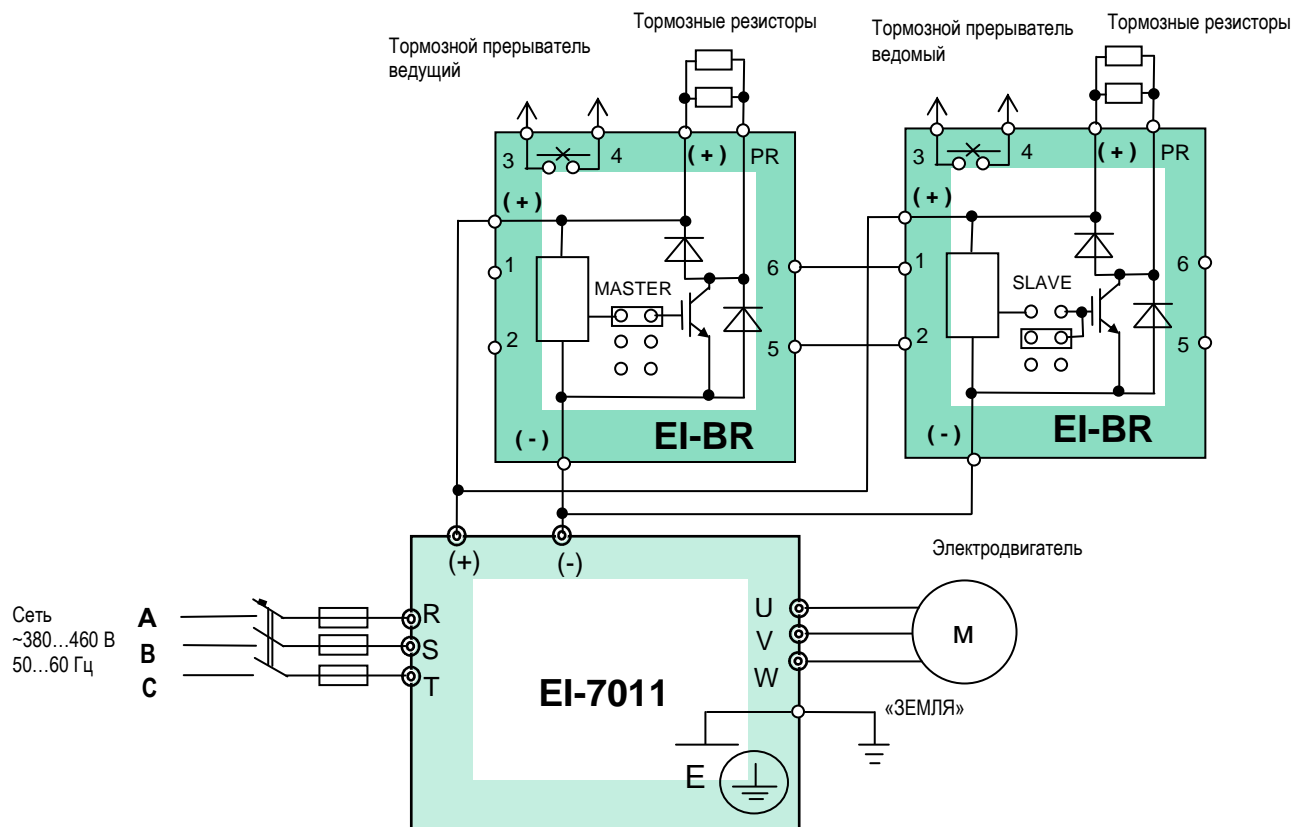 Тормозной прерыватель
ведущий
Тормозные резисторы
Тормозной прерыватель
ведомый
Тормозные резисторы
3
4
(+)
PR
(+)
1
2
MASTER
6
5
(-)
EI-BR
3
4
(+)
PR
(+)
1
2
SLAVE
6
5
(-)
EI-BR
(+)
(-)
Сеть
~380...460 В
50...60 Гц
A
B
C
R
S
T
EI-7011
U
V
W
E
Электродвигатель
М
«ЗЕМЛЯ»